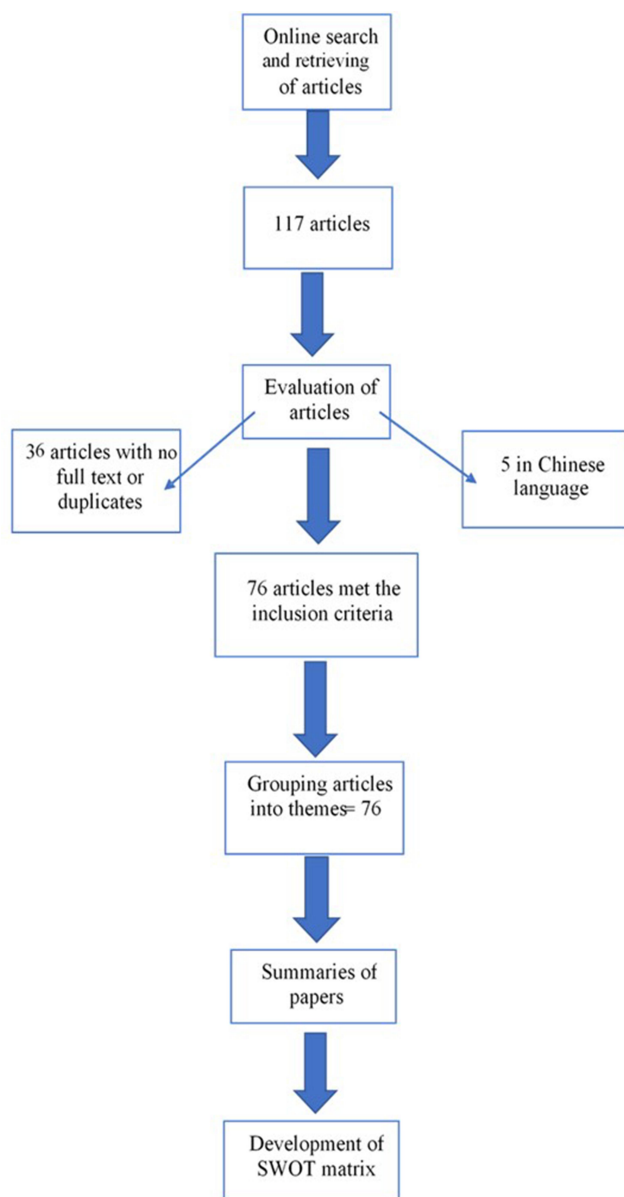 Online search
and retrieving
of articles
117 articles
Evaluation of
articles
36 articles with no
full text or
duplicates
5 in Chinese
language
76 articles met the
inclusion criteria
Grouping articles
into themes= 76
Summaries of
papers
Development of
SWOT matrix